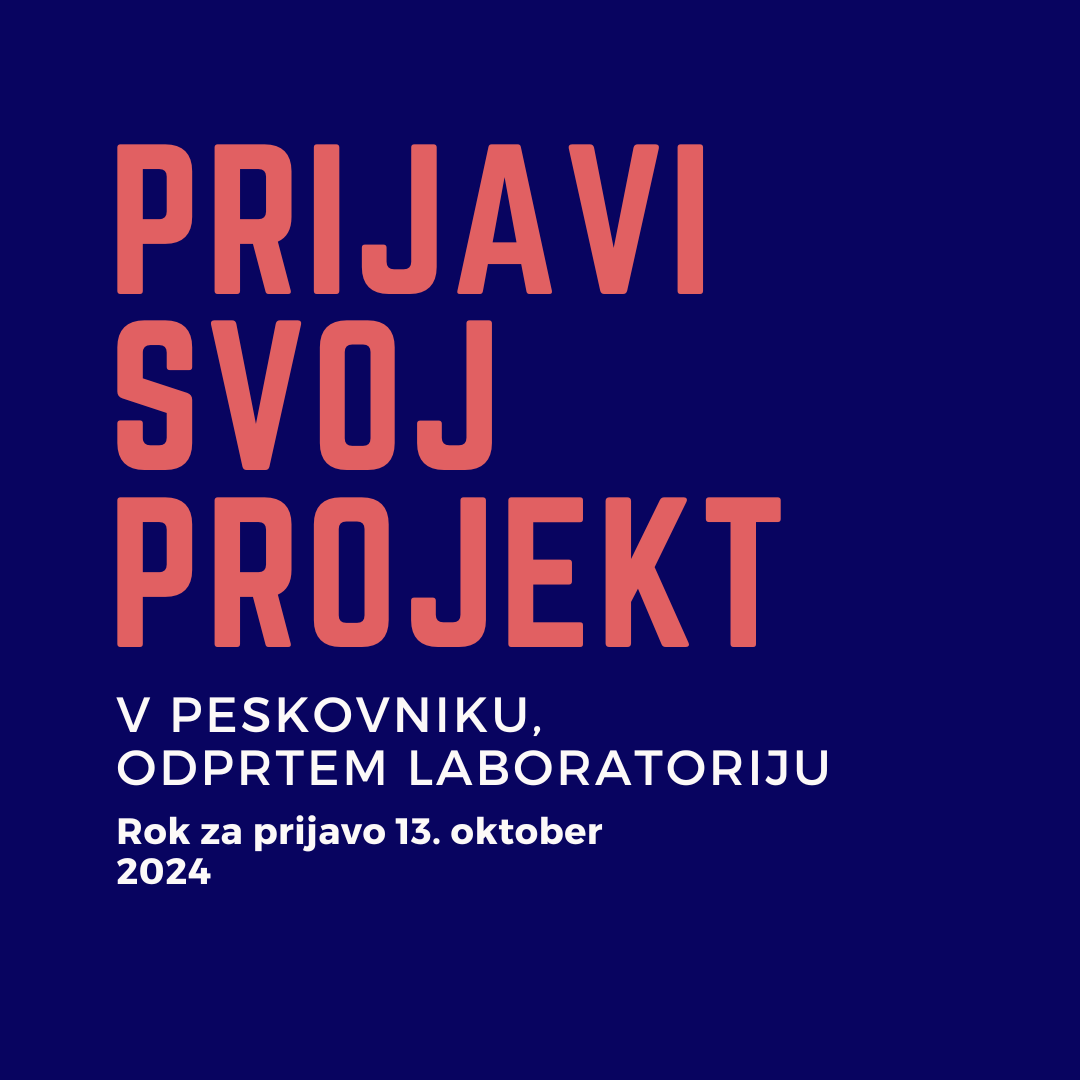 PRIJAVI
SVOJ
PROJEKT
V PESKOVNIKU,
ODPRTEM LABORATORIJU
Rok za prijavo 13. oktober
2024